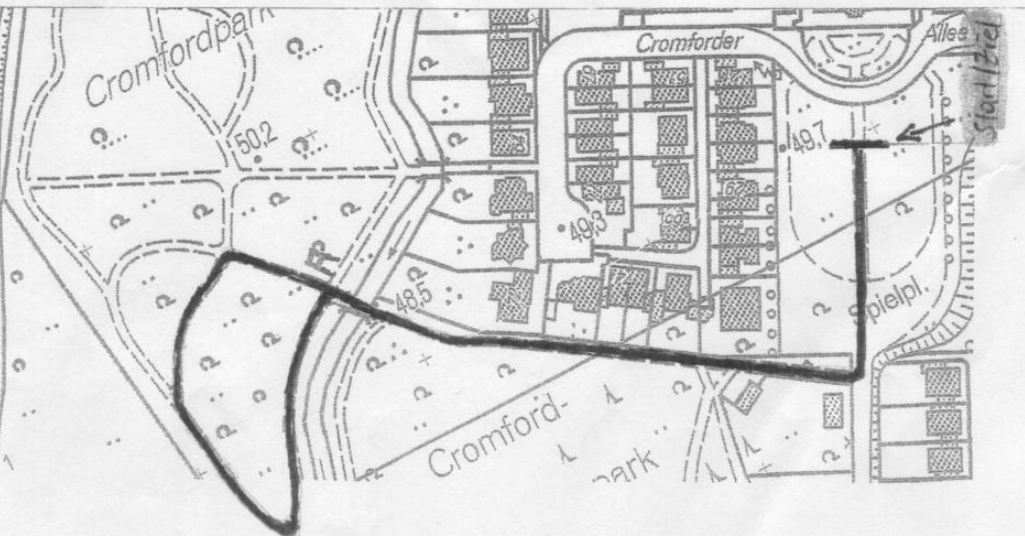 Cromfordpark
Cromforder
Allee
Start/Ziel
50,2
49,7
49,3
48,5
Spielpl.
Cromford-
park